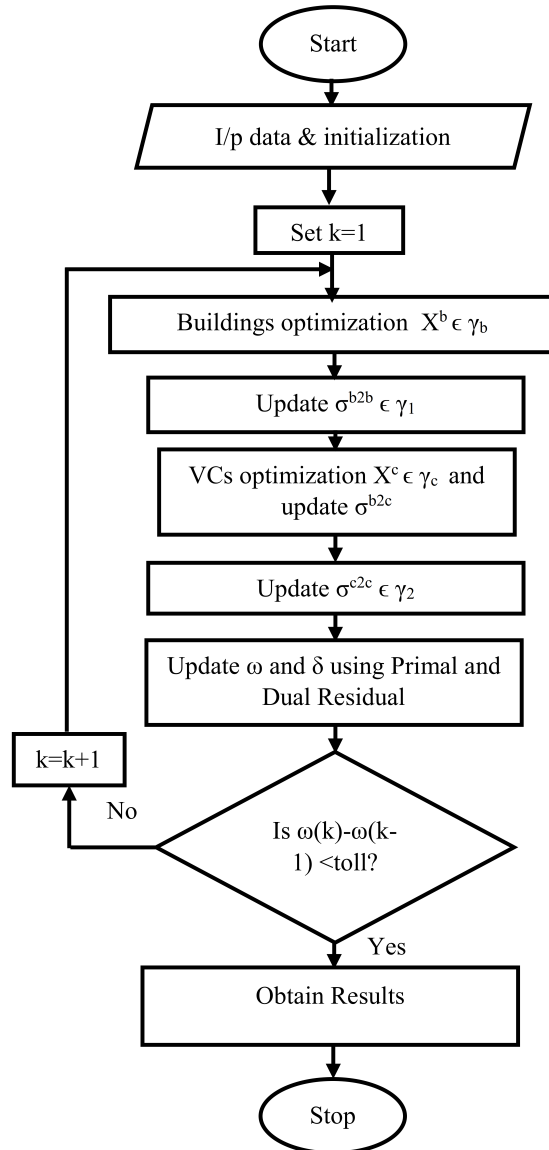 Start
I/p data & initialization
Set k=1
Buildings optimization X^b ϵ γ_b
Update σ^b2b ϵ γ_1
VCs optimization X^c ϵ γ_c and
update σ^b2c
Update σ^c2c ϵ γ_2
Update ω and δ using Primal and
Dual Residual
k=k+1
No
Is ω(k)-ω(k-
1) <toll?
Yes
Obtain Results
Stop